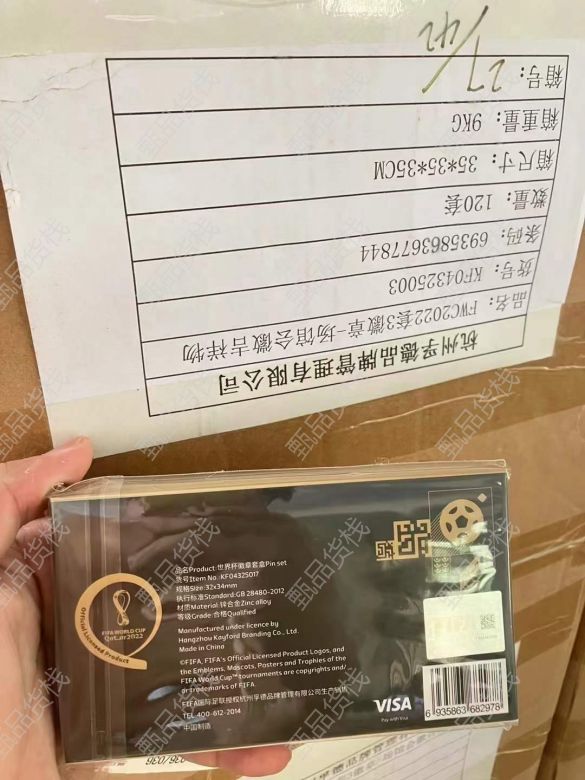 杭州孚德品牌管理有限公司
品名: FWC2022套3徽章-场馆会徽吉祥物
货号: KF04325003
条码: 6935863677844
数量: 120套
箱尺寸: 35*35*35CM
箱重量: 9KG
箱号: 27/42
品名Product:世界杯徽章套盒Pin set
货号Item No.:KF04325017
规格Size:32x34mm
执行标准Standard:GB 28480-2012
材质Material:锌合金Zinc alloy
等级Grade:合格Qualified
Manufactured under licence by
Hangzhou Kayford Branding Co., Ltd.
Made in China
©FIFA, FIFA's Official Licensed Product Logos, and
the Emblems, Mascots, Posters and Trophies of the
FIFA World Cup™ tournaments are copyrights and/
or trademarks of FIFA.
FIFA国际足联授权杭州孚德品牌管理有限公司生产销售
TEL:400-612-2014
中国制造
FIFA WORLD CUP
Qatar2022
Official Licensed Product
FIFA
VISA
Pay with Visa
6 935863 682978
甄品货栈